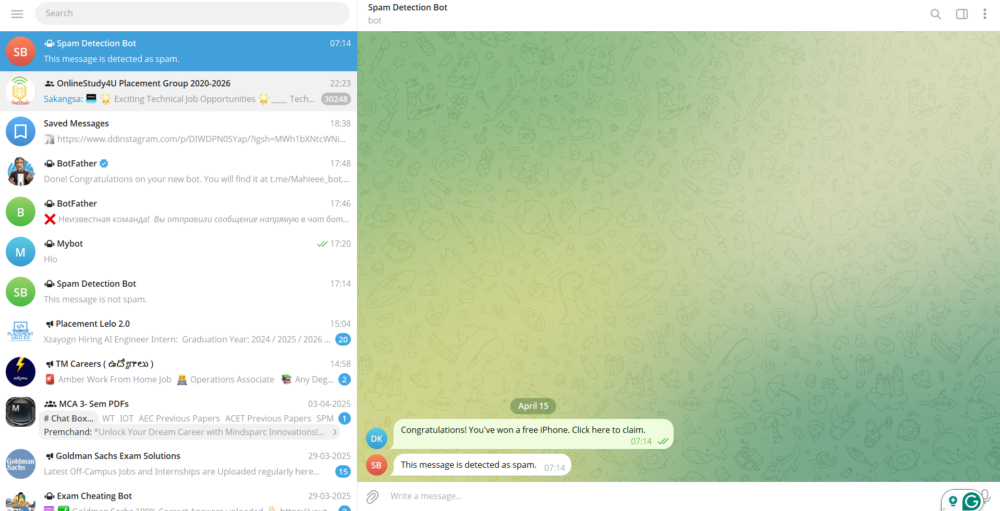 Search
SB
Spam Detection Bot 07:14
This message is detected as spam.
OnlineStudy4U Placement Group 2020-2026 22:23
Sakangsa: 🌟 Exciting Technical Job Opportunities 🌟 ____ Tech... 30248
Saved Messages 18:38
https://www.ddinstagram.com/p/DIWDPN0SYap/?igsh=MWh1bXNtcWNi...
BotFather 17:48
Done! Congratulations on your new bot. You will find it at t.me/Mahieee_bot....
B
BotFather 17:46
❌ Неизвестная команда! Вы отправили сообщение напрямую в чат бот...
M
Mybot 17:20
Hlo
SB
Spam Detection Bot 17:14
This message is not spam.
PLACEMENT
LELO 2.0
Placement Lelo 2.0 15:04
Xzayogn Hiring AI Engineer Intern: Graduation Year: 2024 / 2025 / 2026 ... 20
ఉద్యోగాలు
TM Careers ( ఉద్యోగాలు ) 14:58
🚨 Amber Work From Home Job 👨‍💻 Operations Associate 📚 Any Deg... 2
M
MCA 3- Sem PDFs 03-04-2025
# Chat Box... WT IOT AEC Previous Papers ACET Previous Papers SPM 1
Premchand: *Unlock Your Dream Career with Mindsparc Innovations!...
Goldman
Sachs
Goldman Sachs Exam Solutions 29-03-2025
Latest Off-Campus Jobs and Internships are Uploaded regularly here... 15
Exam Cheating Bot 29-03-2025
Goldman Sachs 100% Correct Answers uploaded
Spam Detection Bot
bot
April 15
DK
Congratulations! You've won a free iPhone. Click here to claim.
07:14
SB
This message is detected as spam. 07:14
Write a message...